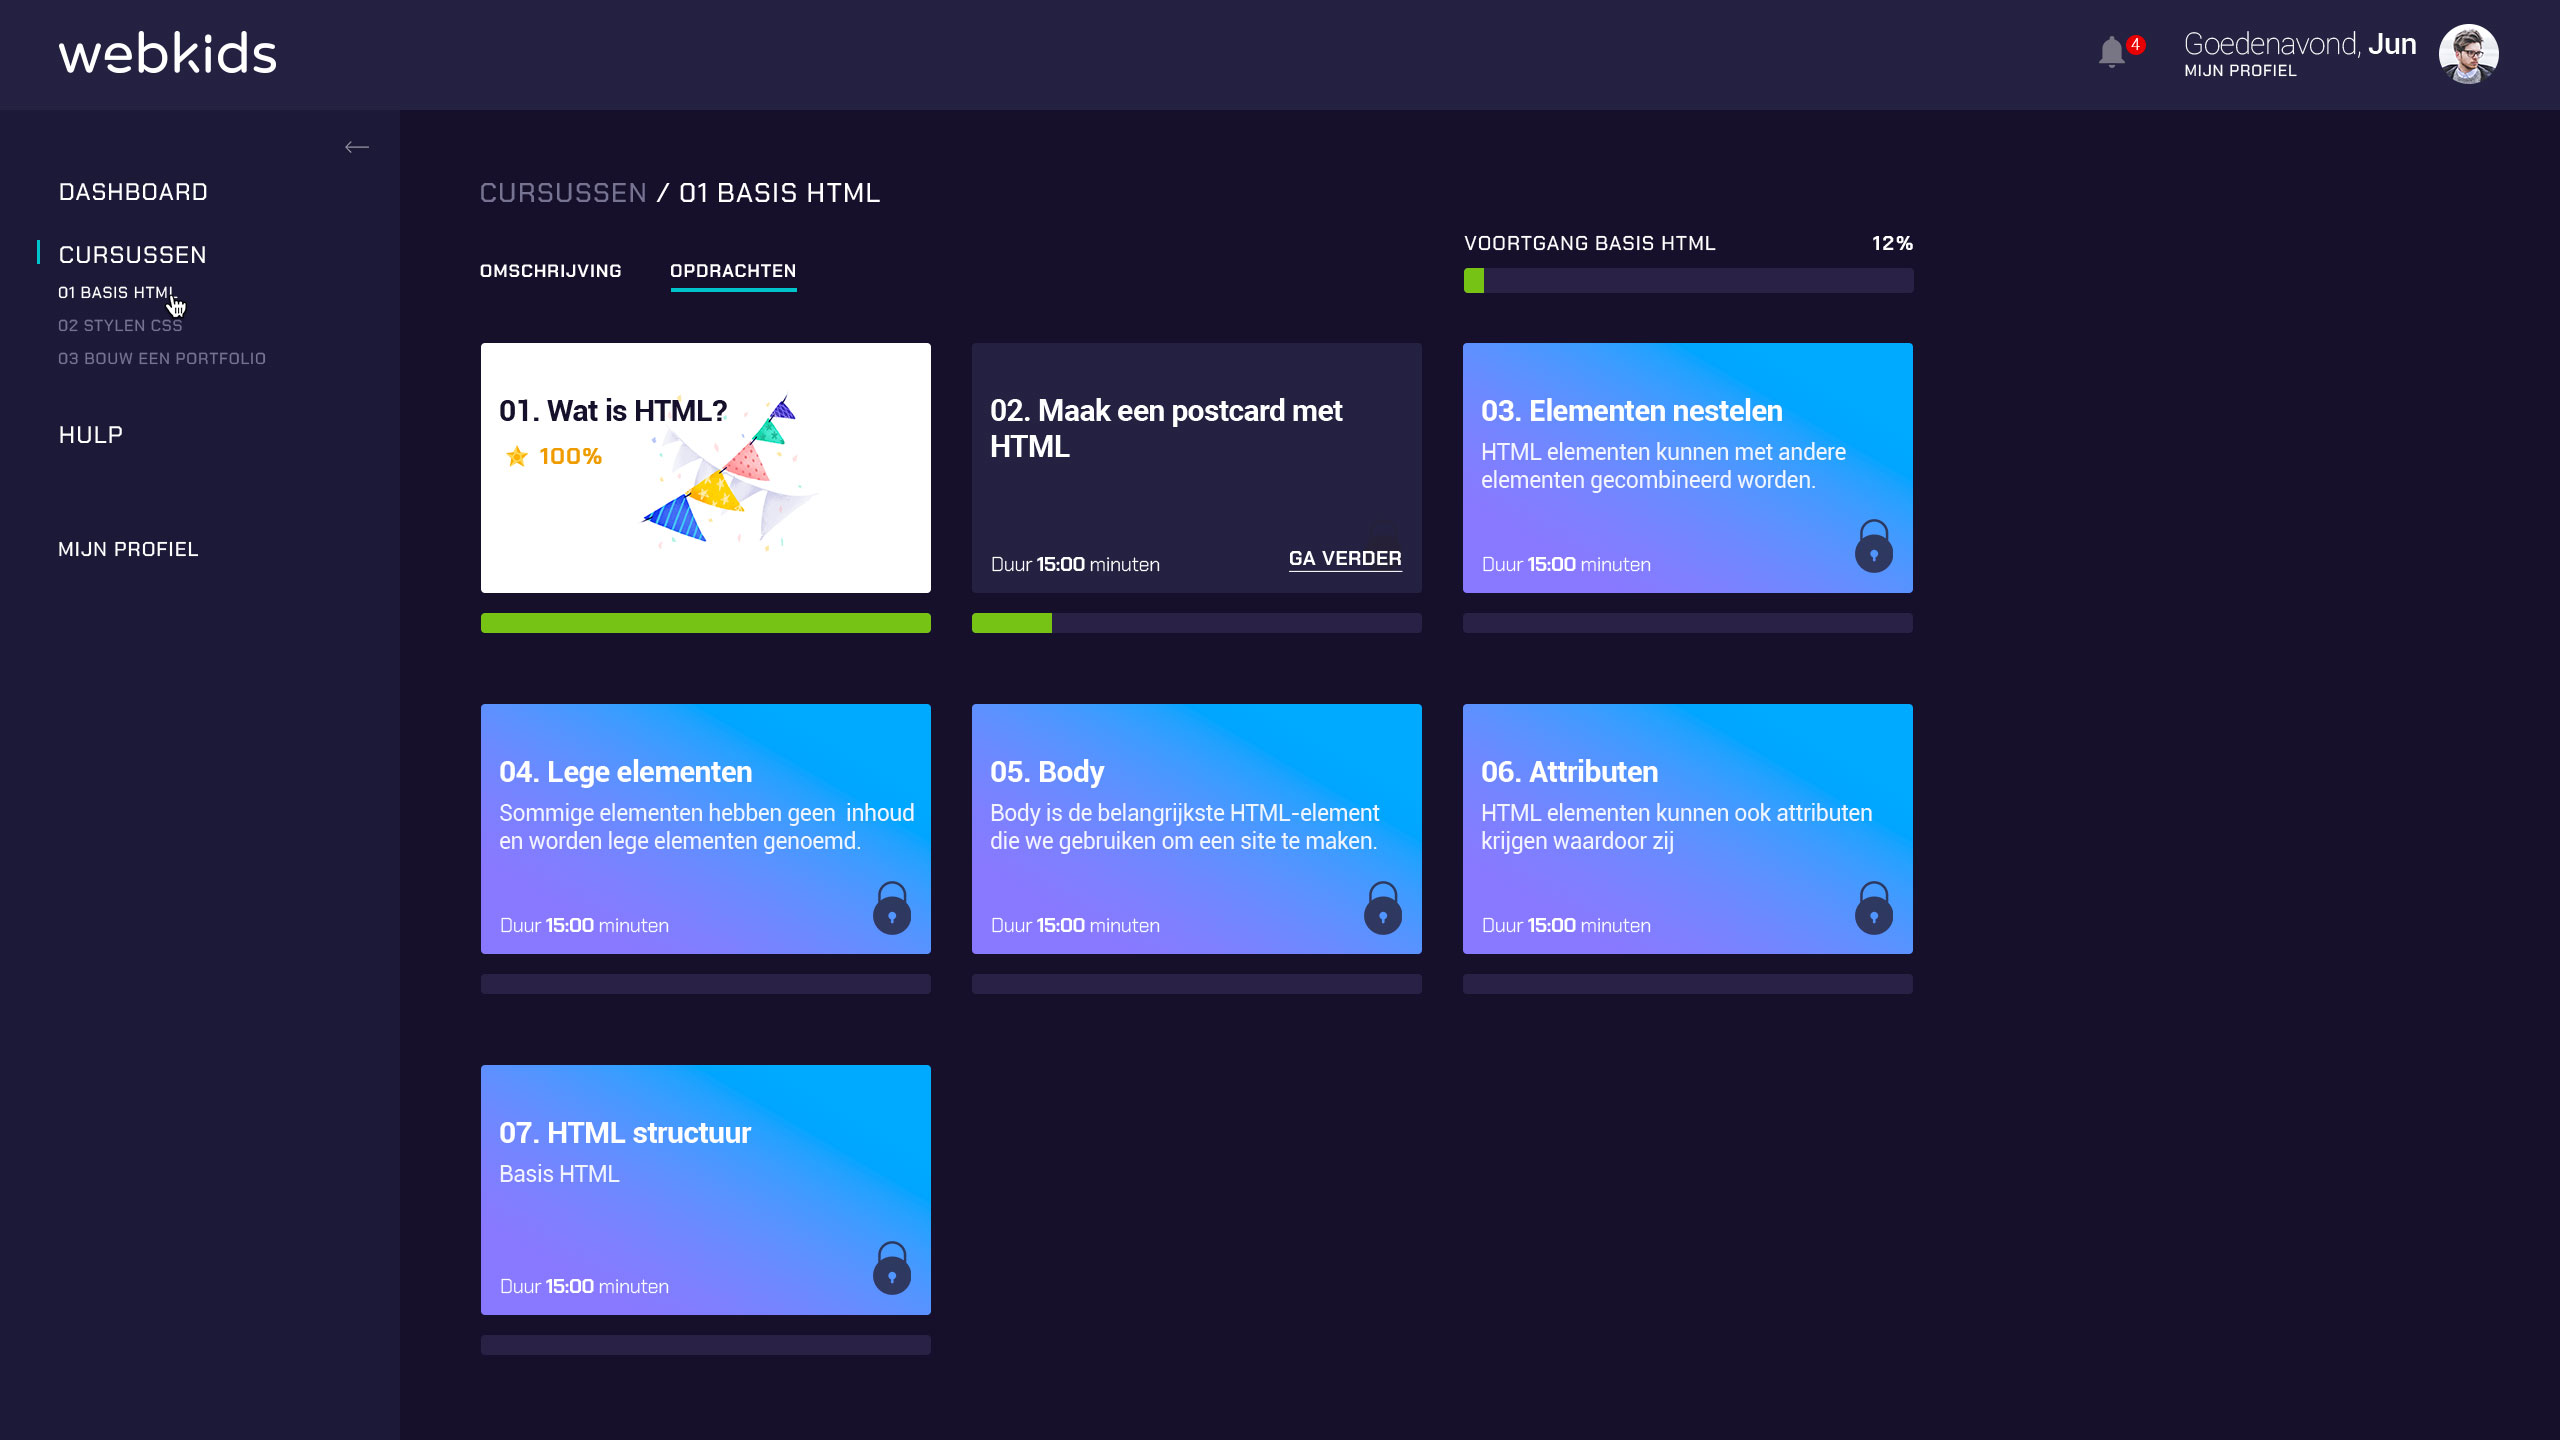 webkids
4
Goedenavond, Jun
MIJN PROFIEL
DASHBOARD
CURSUSSEN
01 BASIS HTML
02 STYLEN CSS
03 BOUW EEN PORTFOLIO
HULP
MIJN PROFIEL
CURSUSSEN / 01 BASIS HTML
OMSCHRIJVING
OPDRACHTEN
VOORTGANG BASIS HTML
12%
01. Wat is HTML?
100%
02. Maak een postcard met
HTML
Duur 15:00 minuten
GA VERDER
03. Elementen nestelen
HTML elementen kunnen met andere
elementen gecombineerd worden.
Duur 15:00 minuten
04. Lege elementen
Sommige elementen hebben geen  inhoud
en worden lege elementen genoemd.
Duur 15:00 minuten
05. Body
Body is de belangrijkste HTML-element
die we gebruiken om een site te maken.
Duur 15:00 minuten
06. Attributen
HTML elementen kunnen ook attributen
krijgen waardoor zij
Duur 15:00 minuten
07. HTML structuur
Basis HTML
Duur 15:00 minuten